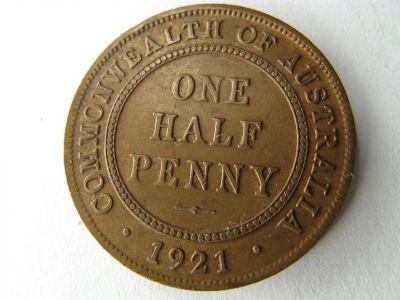 COMMONWEALTH OF AUSTRALIA
ONE
HALF
PENNY
· 1921 ·